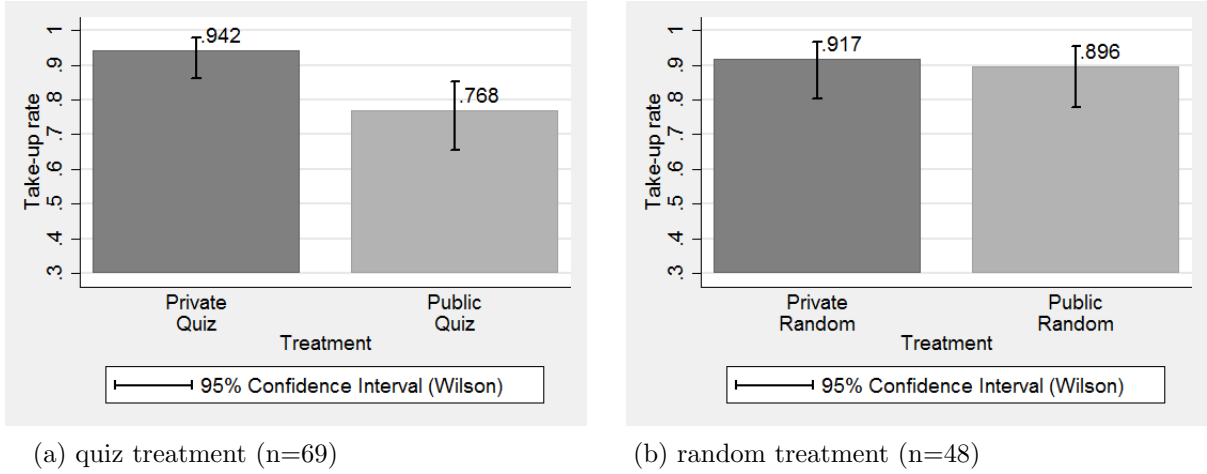 Take-up rate
1
.9
.8
.7
.6
.5
.4
.3
.942
.768
Private
Quiz
Public
Quiz
Treatment
95% Confidence Interval (Wilson)
(a) quiz treatment (n=69)
Take-up rate
1
.9
.8
.7
.6
.5
.4
.3
.917
.896
Private
Random
Public
Random
Treatment
95% Confidence Interval (Wilson)
(b) random treatment (n=48)